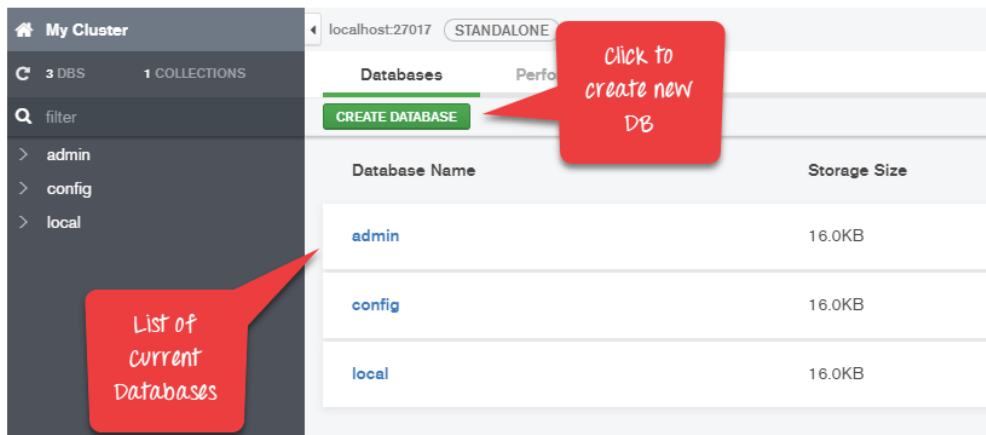 My Cluster
localhost:27017 STANDALONE
3 DBS 1 COLLECTIONS
Databases
CREATE DATABASE
filter
admin
config
local
Database Name Storage Size
admin 16.0KB
config 16.0KB
local 16.0KB
Click to
create new
DB
List of
Current
Databases